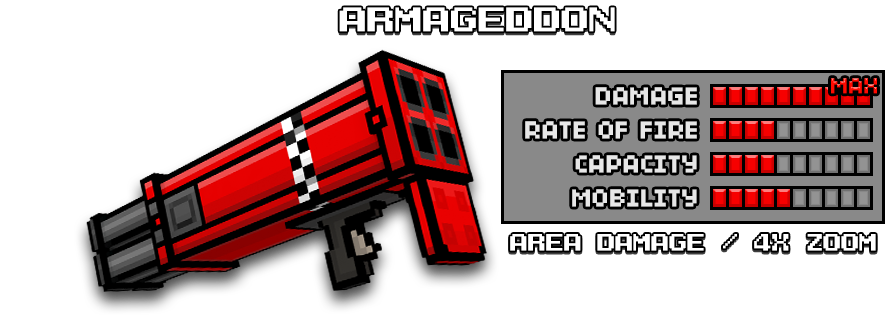 ARMAGEDDON
DAMAGE MAX
RATE OF FIRE
CAPACITY
MOBILITY
AREA DAMAGE / 4X ZOOM